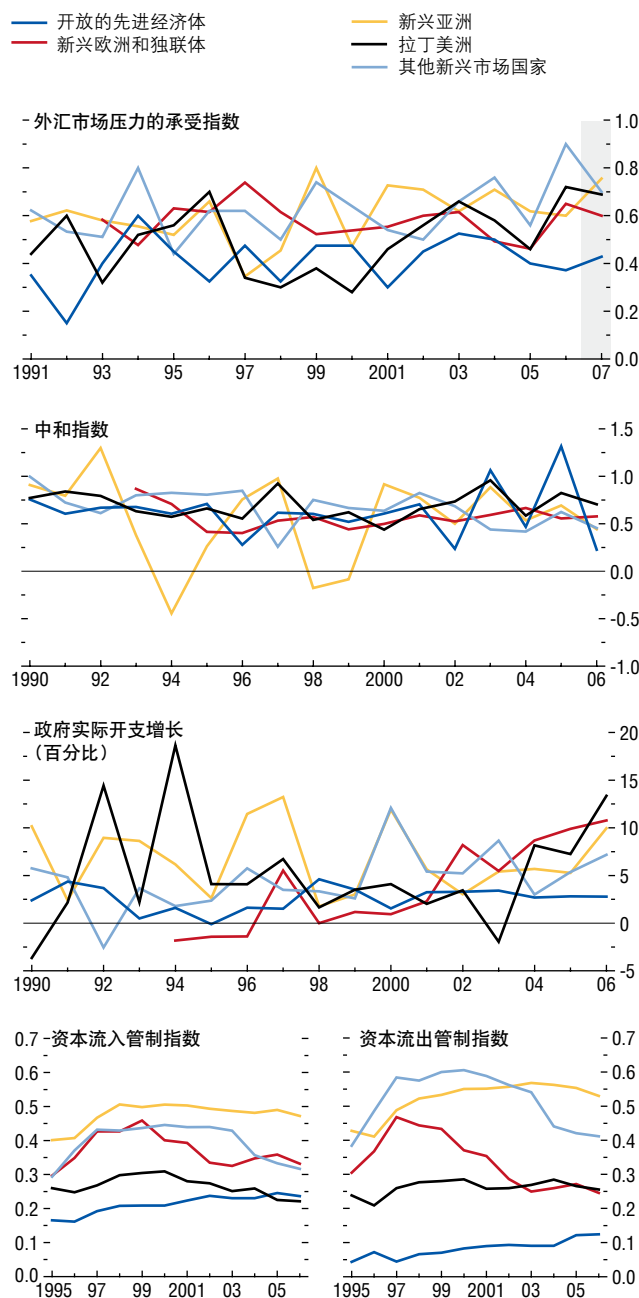 开放的先进经济体
新兴欧洲和独联体
新兴亚洲
拉丁美洲
其他新兴市场国家
外汇市场压力的承受指数
1.0
0.8
0.6
0.4
0.2
0.0
1991 93 95 97 99 2001 03 05 07
中和指数
1.5
1.0
0.5
0.0
-0.5
-1.0
1990 92 94 96 98 2000 02 04 06
政府实际开支增长
（百分比）
20
15
10
5
0
-5
1990 92 94 96 98 2000 02 04 06
资本流入管制指数
0.7
0.6
0.5
0.4
0.3
0.2
0.1
0.0
1995 97 99 2001 03 05
资本流出管制指数
0.7
0.6
0.5
0.4
0.3
0.2
0.1
0.0
1995 97 99 2001 03 05